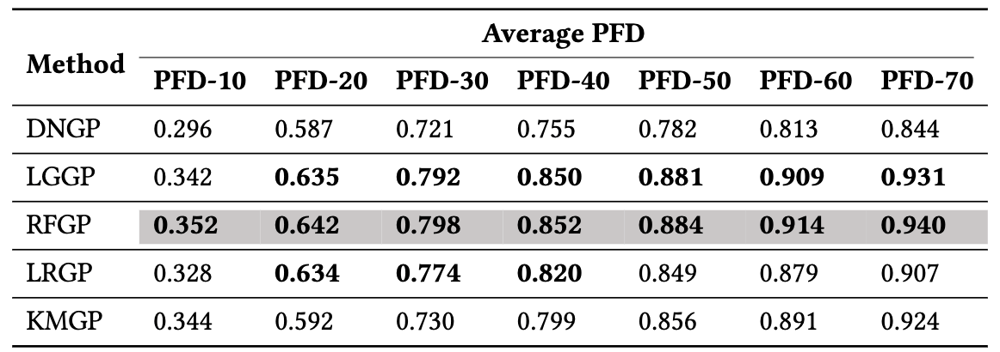 Average PFD
Method
PFD-10 PFD-20 PFD-30 PFD-40 PFD-50 PFD-60 PFD-70
DNGP 0.296 0.587 0.721 0.755 0.782 0.813 0.844
LGGP 0.342 0.635 0.792 0.850 0.881 0.909 0.931
RFGP 0.352 0.642 0.798 0.852 0.884 0.914 0.940
LRGP 0.328 0.634 0.774 0.820 0.849 0.879 0.907
KMGP 0.344 0.592 0.730 0.799 0.856 0.891 0.924